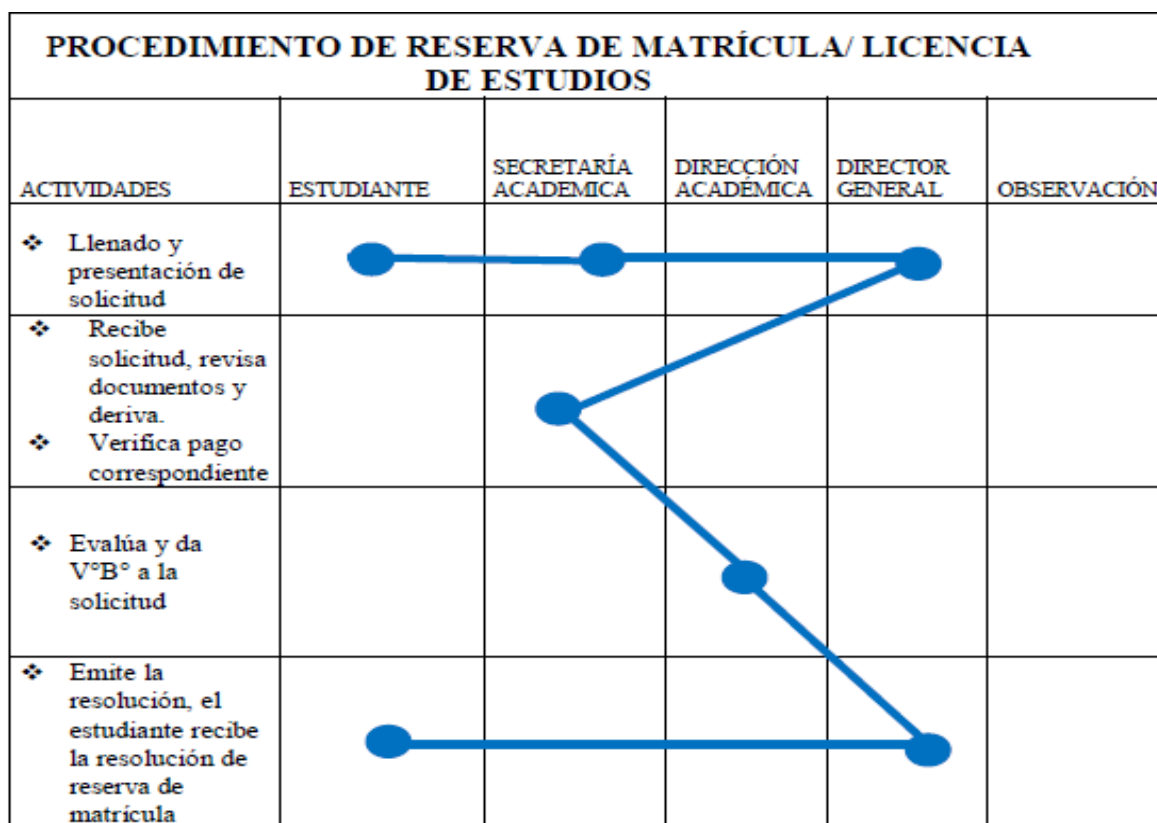 PROCEDIMIENTO DE RESERVA DE MATRÍCULA/ LICENCIA
DE ESTUDIOS
ACTIVIDADES
ESTUDIANTE
SECRETARÍA
ACADEMICA
DIRECCIÓN
ACADÉMICA
DIRECTOR
GENERAL
OBSERVACIÓN
❖ Llenado y
presentación de
solicitud
❖ Recibe
solicitud, revisa
documentos y
deriva.
❖ Verifica pago
correspondiente
❖ Evalúa y da
V°B° a la
solicitud
❖ Emite la
resolución, el
estudiante recibe
la resolución de
reserva de
matrícula